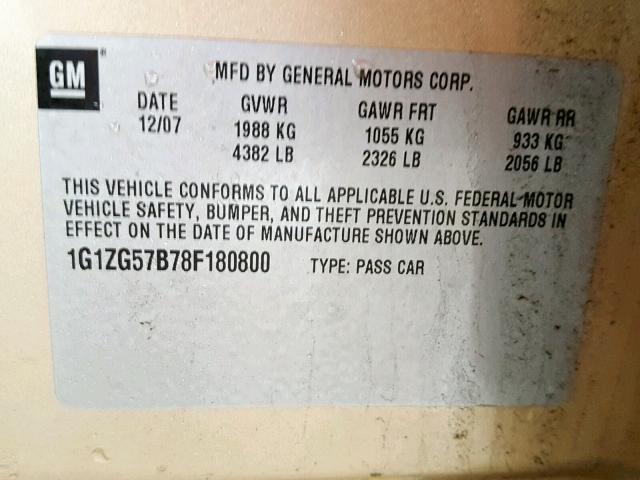 GM®
MFD BY GENERAL MOTORS CORP.
DATE GVWR GAWR FRT GAWR RR
12/07 1988 KG 1055 KG 933 KG
4382 LB 2326 LB 2056 LB
THIS VEHICLE CONFORMS TO ALL APPLICABLE U.S. FEDERAL MOTOR
VEHICLE SAFETY, BUMPER, AND THEFT PREVENTION STANDARDS IN
EFFECT ON THE DATE OF MANUFACTURE SHOWN ABOVE.
1G1ZG57B78F180800 TYPE: PASS CAR